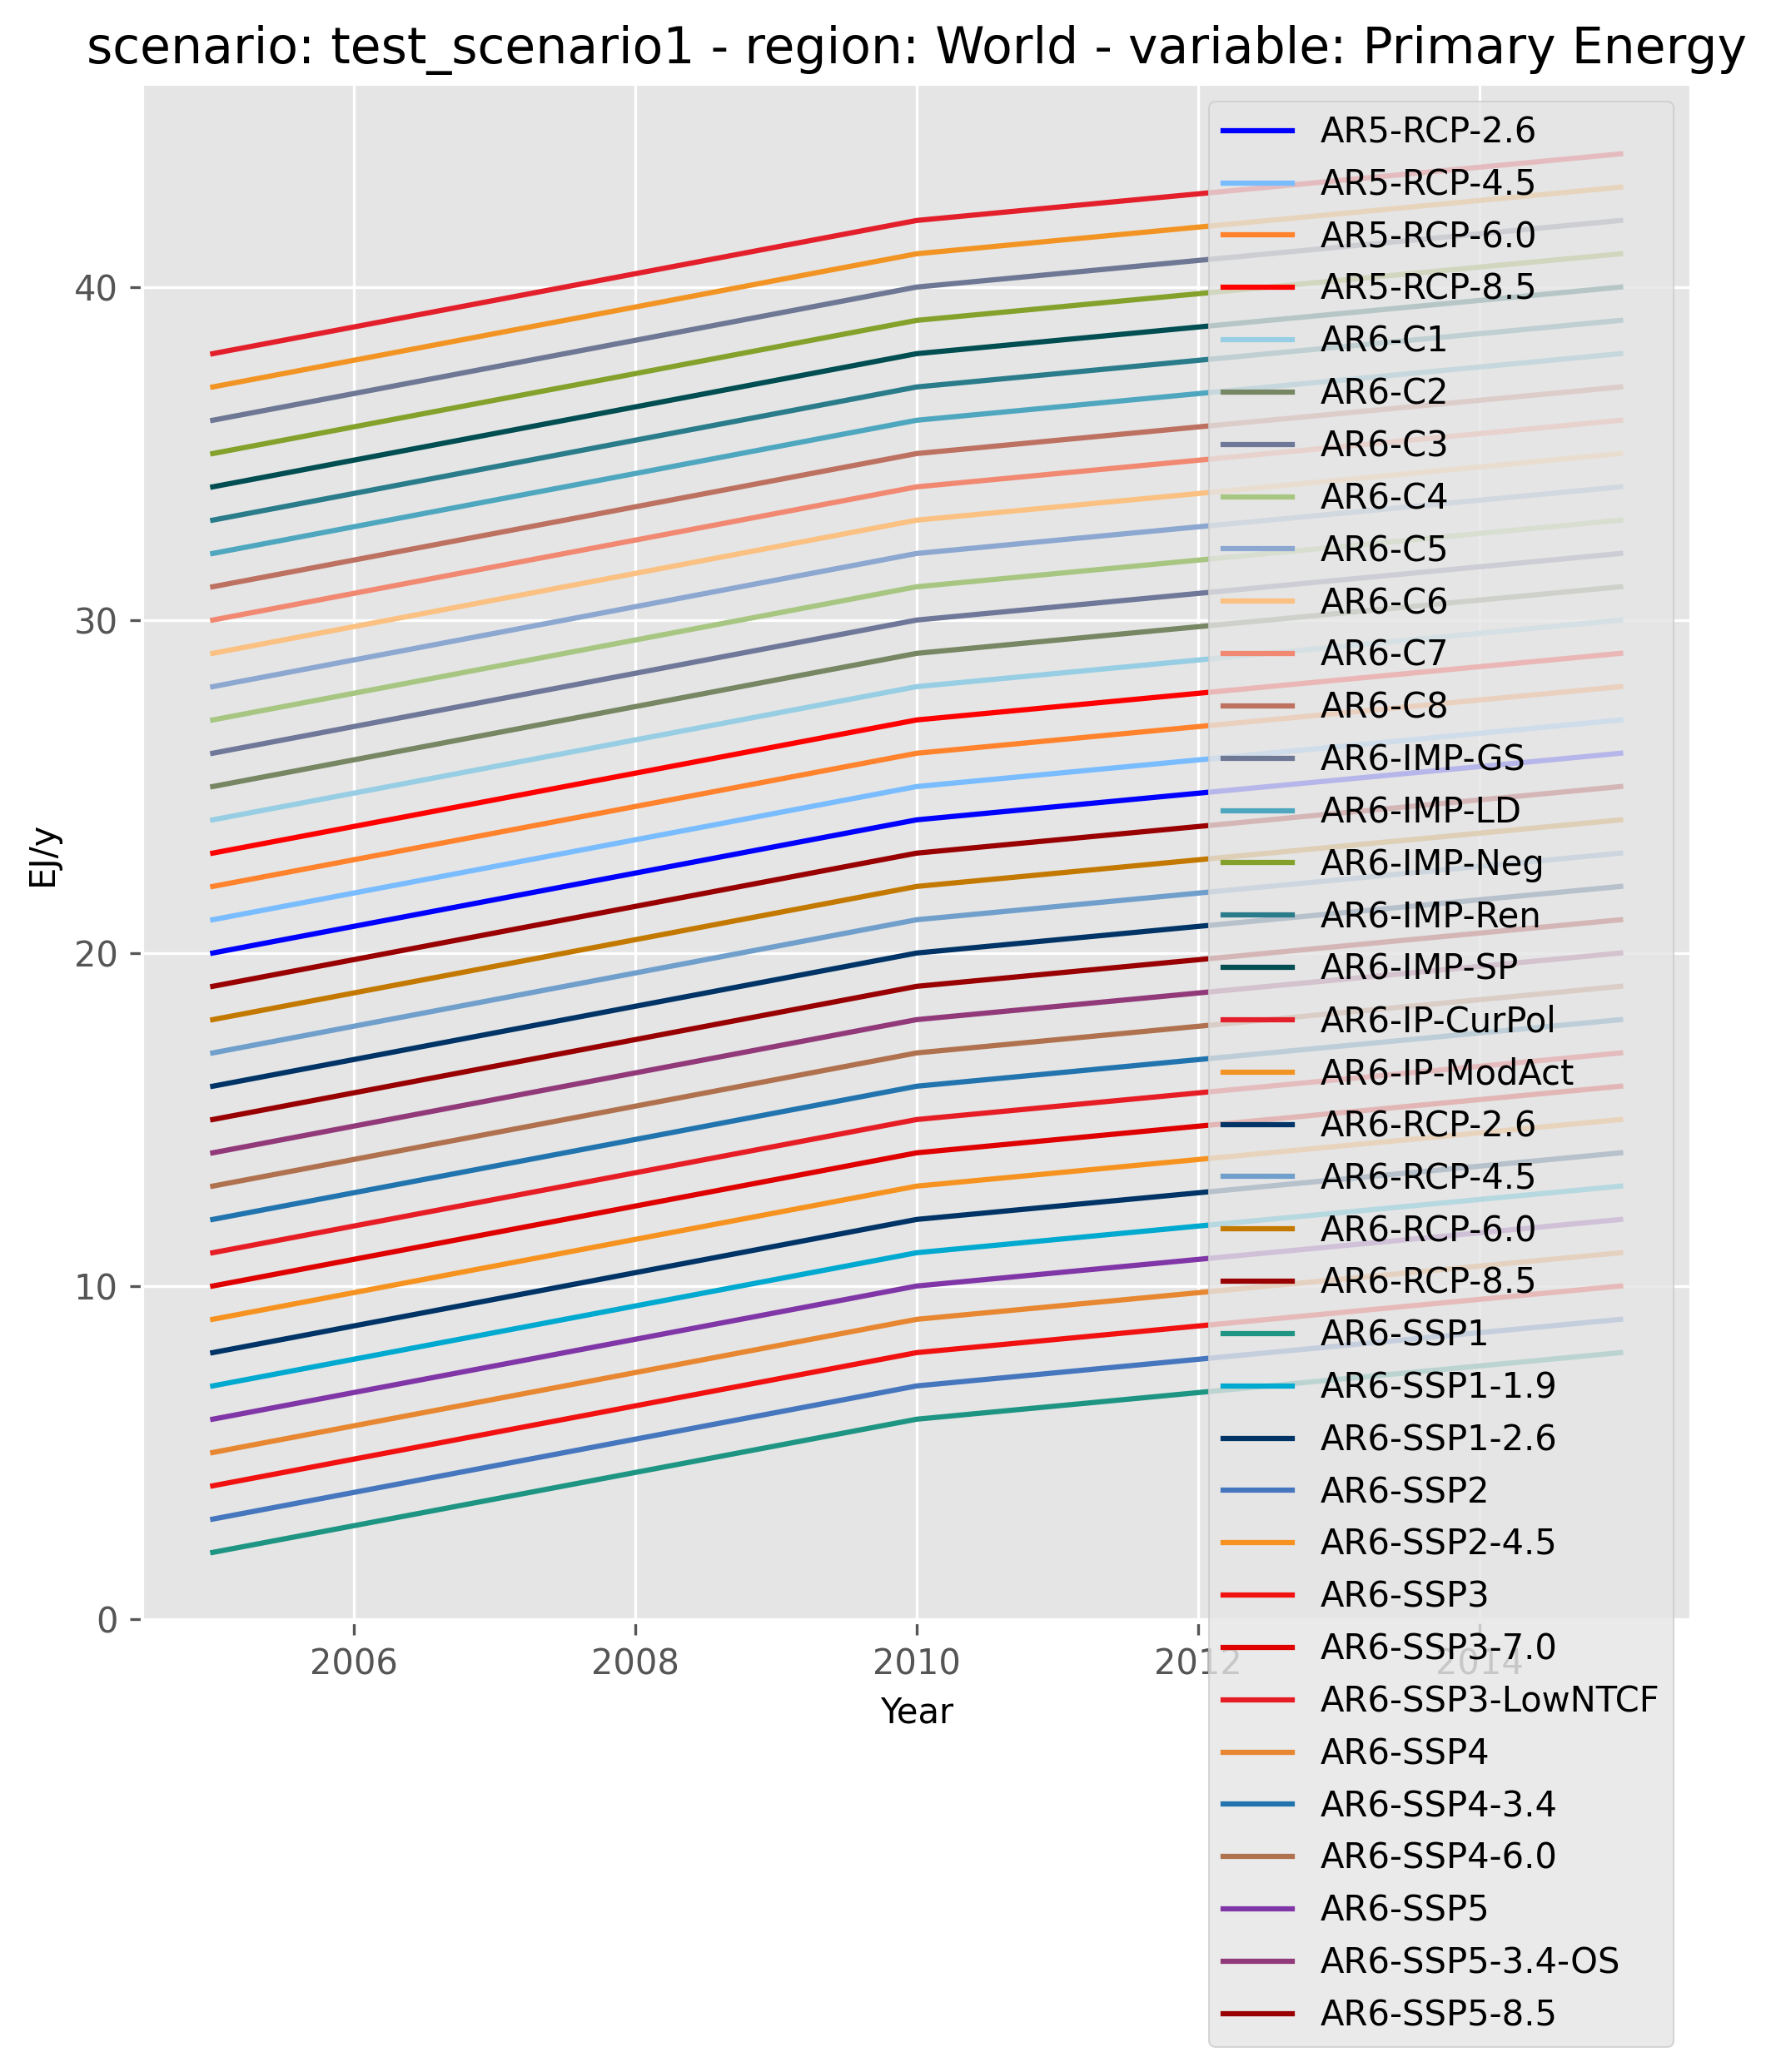 scenario: test_scenario1 - region: World - variable: Primary Energy
EJ/y
40
30
20
10
0
2006
2008
2010
2012
2014
Year
AR5-RCP-2.6
AR5-RCP-4.5
AR5-RCP-6.0
AR5-RCP-8.5
AR6-C1
AR6-C2
AR6-C3
AR6-C4
AR6-C5
AR6-C6
AR6-C7
AR6-C8
AR6-IMP-GS
AR6-IMP-LD
AR6-IMP-Neg
AR6-IMP-Ren
AR6-IMP-SP
AR6-IP-CurPol
AR6-IP-ModAct
AR6-RCP-2.6
AR6-RCP-4.5
AR6-RCP-6.0
AR6-RCP-8.5
AR6-SSP1
AR6-SSP1-1.9
AR6-SSP1-2.6
AR6-SSP2
AR6-SSP2-4.5
AR6-SSP3
AR6-SSP3-7.0
AR6-SSP3-LowNTCF
AR6-SSP4
AR6-SSP4-3.4
AR6-SSP4-6.0
AR6-SSP5
AR6-SSP5-3.4-OS
AR6-SSP5-8.5